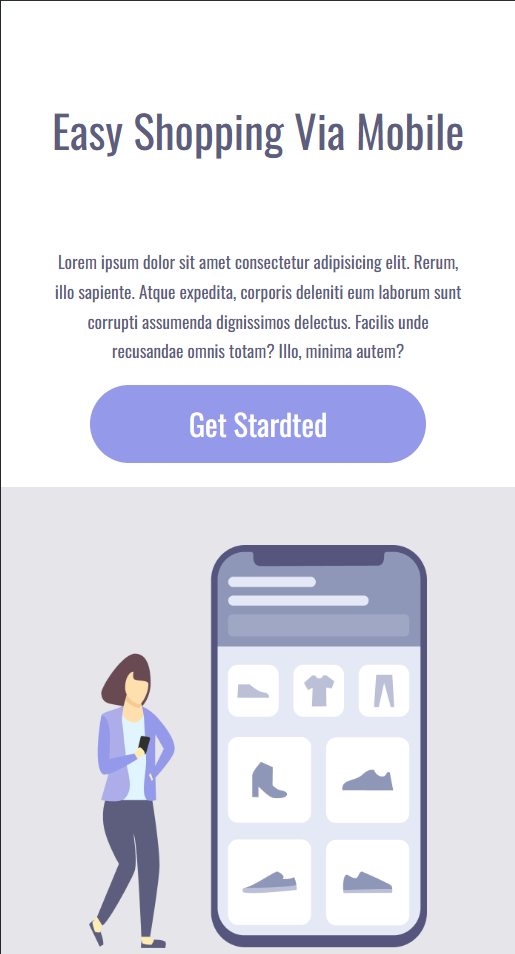 Easy Shopping Via Mobile
Lorem ipsum dolor sit amet consectetur adipisicing elit. Rerum,
illo sapiente. Atque expedita, corporis deleniti eum laborum sunt
corrupti assumenda dignissimos delectus. Facilis unde
recusandae omnis totam? Illo, minima autem?
Get Stardted